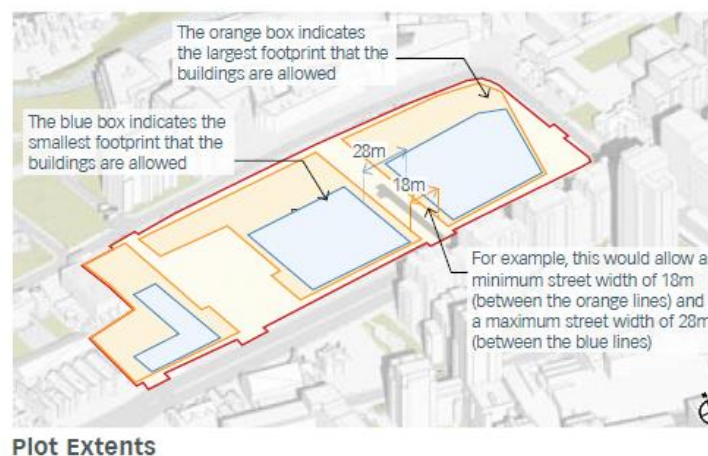 The orange box indicates
the largest footprint that the
buildings are allowed
The blue box indicates the
smallest footprint that the
buildings are allowed
28m
18m
For example, this would allow a
minimum street width of 18m
(between the orange lines) and
a maximum street width of 28m
(between the blue lines)
Plot Extents